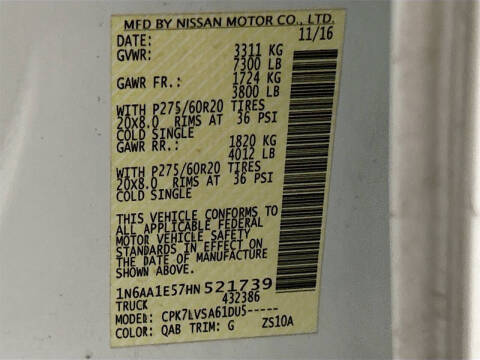 MFD BY NISSAN MOTOR CO., LTD.
DATE: 11/16
GVWR: 3311 KG
7300 LB
GAWR FR.: 1724 KG
3800 LB
WITH P275/60R20 TIRES
20X8.0 RIMS AT 36 PSI
COLD SINGLE
GAWR RR.: 1820 KG
4012 LB
WITH P275/60R20 TIRES
20X8.0 RIMS AT 36 PSI
COLD SINGLE
THIS VEHICLE CONFORMS TO
ALL APPLICABLE FEDERAL
MOTOR VEHICLE SAFETY
STANDARDS IN EFFECT ON
THE DATE OF MANUFACTURE
SHOWN ABOVE.
1N6AA1E57HN521739
TRUCK 432386
MODEL: CPK7LVSA61DU5-
COLOR: QAB TRIM: G ZS10A